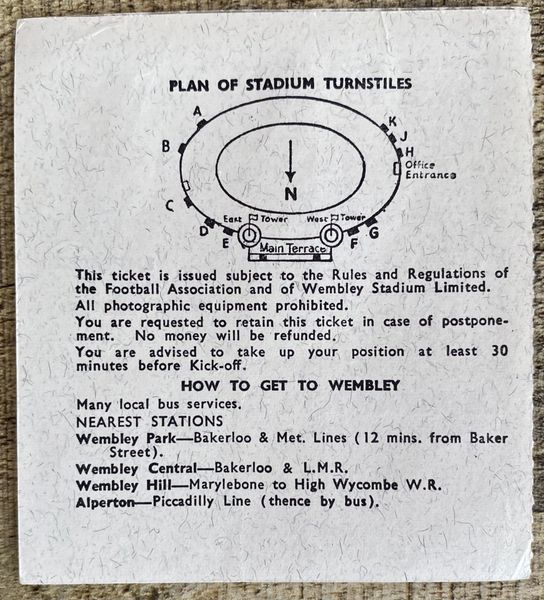 PLAN OF STADIUM TURNSTILES
A
K
J
B
H
Office
Entrance
N
C
East Tower
West Tower
D
G
E
F
Main Terrace
This ticket is issued subject to the Rules and Regulations of
the Football Association and of Wembley Stadium Limited.
All photographic equipment prohibited.
You are requested to retain this ticket in case of postpone-
ment. No money will be refunded.
You are advised to take up your position at least 30
minutes before Kick-off.
HOW TO GET TO WEMBLEY
Many local bus services.
NEAREST STATIONS
Wembley Park—Bakerloo & Met. Lines (12 mins. from Baker
Street).
Wembley Central—Bakerloo & L.M.R.
Wembley Hill—Marylebone to High Wycombe W.R.
Alperton—Piccadilly Line (thence by bus).